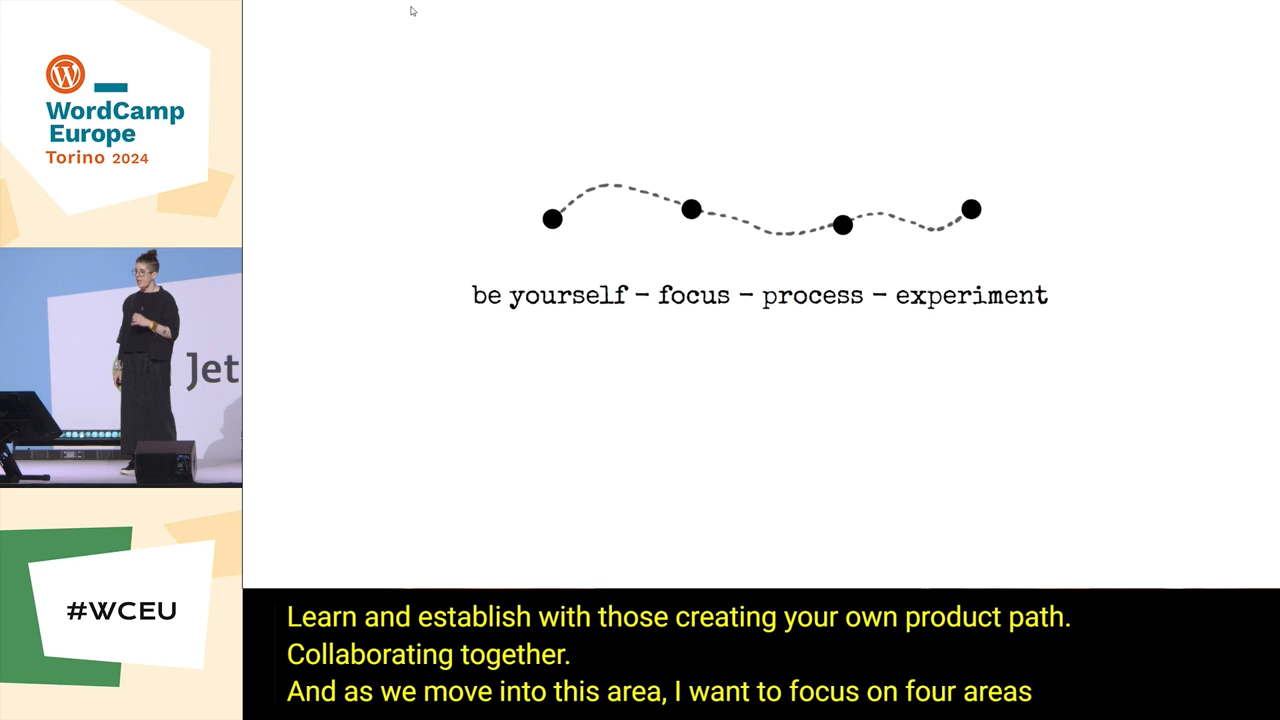 WordCamp
Europe
Torino 2024
Jet
#WCEU
be yourself – focus – process – experiment
Learn and establish with those creating your own product path.
Collaborating together.
And as we move into this area, I want to focus on four areas